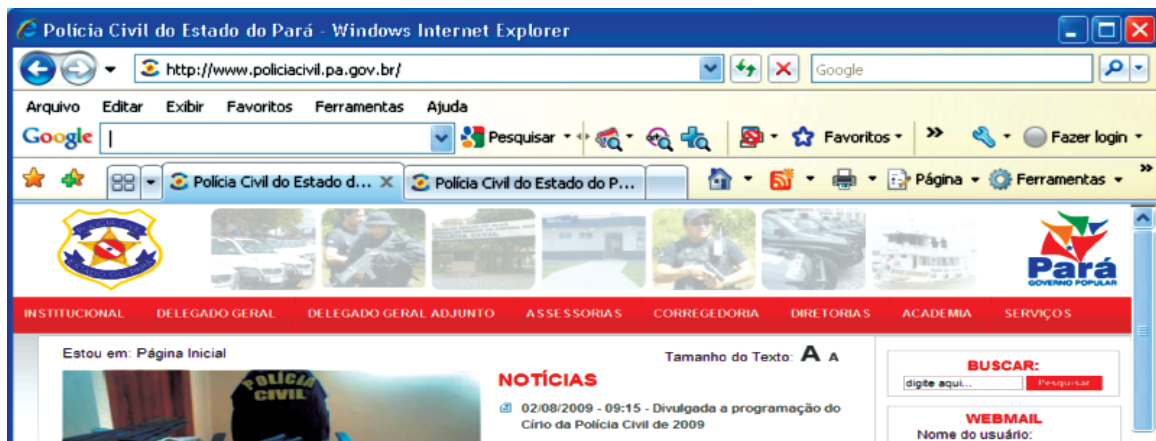 Polícia Civil do Estado do Pará - Windows Internet Explorer
http://www.policiacivil.pa.gov.br/
Google
Arquivo Editar Exibir Favoritos Ferramentas Ajuda
Google Pesquisar Favoritos » Fazer login
Polícia Civil do Estado d... Polícia Civil do Estado do P... Página Ferramentas »
ESTADO DO PARÁ
Pará
GOVERNO POPULAR
INSTITUCIONAL DELEGADO GERAL DELEGADO GERAL ADJUNTO ASSESSORIAS CORREGEDORIA DIRETORIAS ACADEMIA SERVIÇOS
Estou em: Página Inicial
Tamanho do Texto: A A
POLÍCIA
CIVIL
NOTÍCIAS
02/08/2009 - 09:15 - Divulgada a programação do
Círio da Polícia Civil de 2009
BUSCAR:
digite aqui... Pesquisar
WEBMAIL
Nome do usuário: